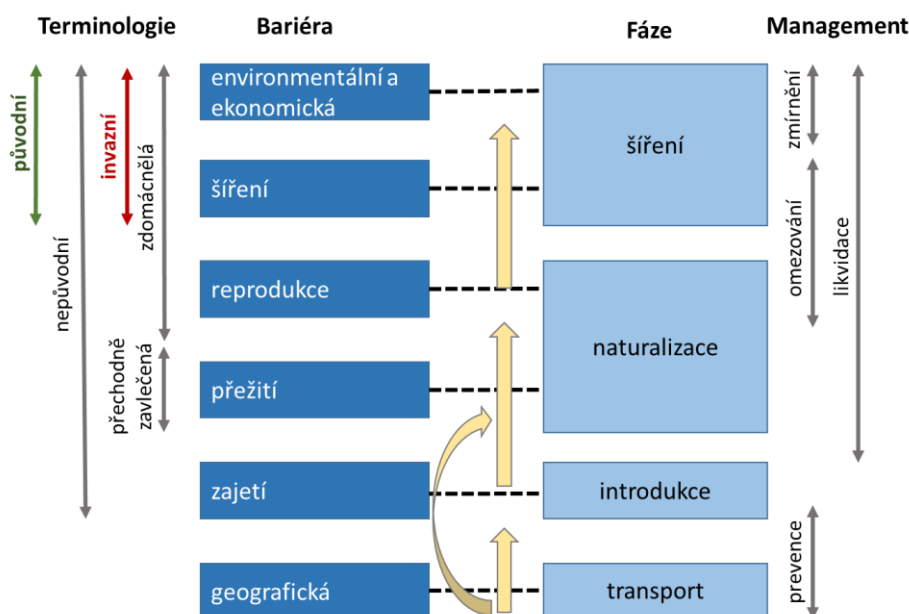 Terminologie
Bariéra
Fáze
Management
původní
nepůvodní
invazní
zdomácnělá
přechodně
zavlečená
environmentální a
ekonomická
šíření
reprodukce
přežití
zajetí
geografická
šíření
naturalizace
introdukce
transport
zmírnění
omezování
likvidace
prevence